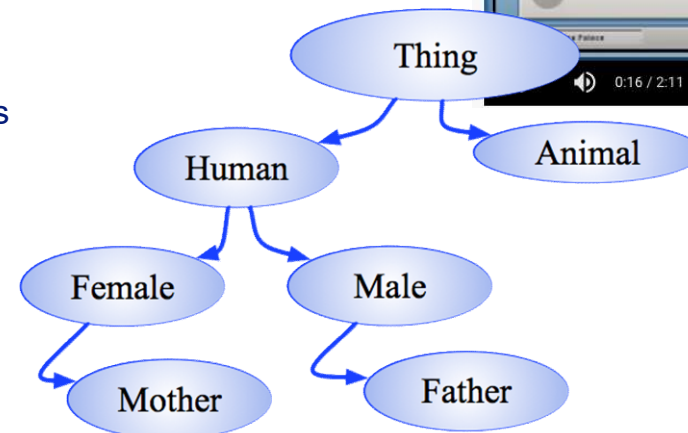 Thing
0:16 / 2:11
s
Human
Animal
Female
Male
Mother
Father